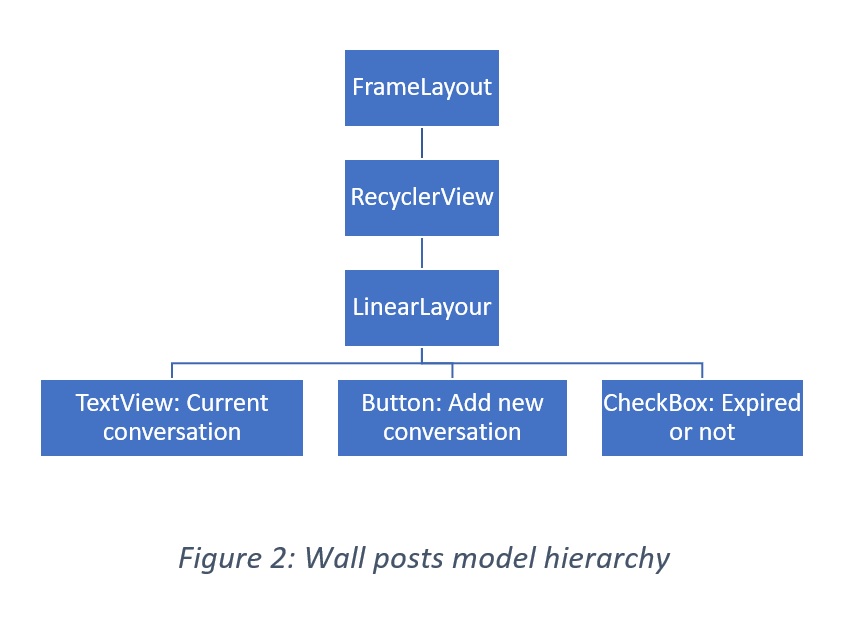 FrameLayout
RecyclerView
LinearLayour
TextView: Current
conversation
Button: Add new
conversation
CheckBox: Expired
or not
Figure 2: Wall posts model hierarchy